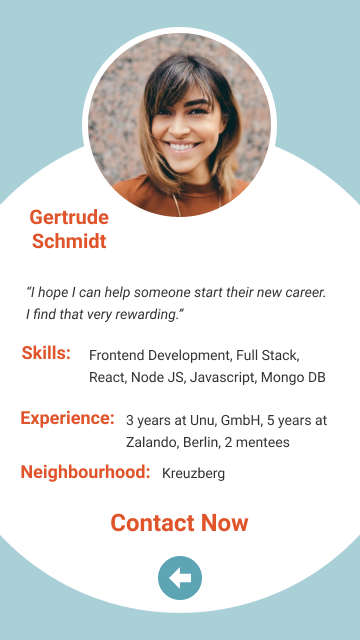 Gertrude
Schmidt
“I hope I can help someone start their new career.
I find that very rewarding.”
Skills: Frontend Development, Full Stack,
React, Node JS, Javascript, Mongo DB
Experience: 3 years at Unu, GmbH, 5 years at
Zalando, Berlin, 2 mentees
Neighbourhood: Kreuzberg
Contact Now